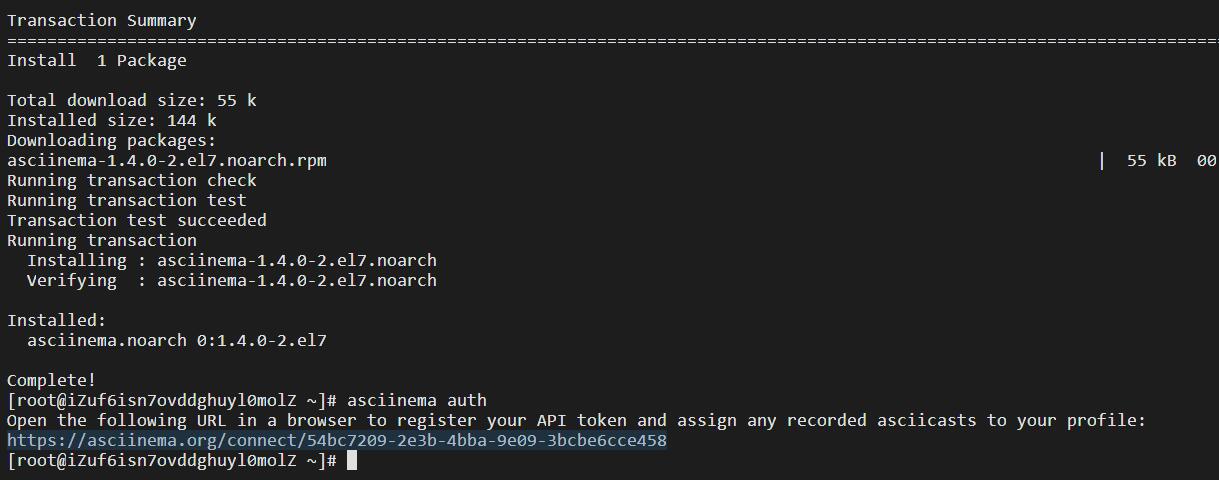 Transaction Summary
================================================================================================================================
Install  1 Package
Total download size: 55 k
Installed size: 144 k
Downloading packages:
asciinema-1.4.0-2.el7.noarch.rpm | 55 kB 00
Running transaction check
Running transaction test
Transaction test succeeded
Running transaction
  Installing : asciinema-1.4.0-2.el7.noarch
  Verifying  : asciinema-1.4.0-2.el7.noarch
Installed:
  asciinema.noarch 0:1.4.0-2.el7
Complete!
[root@iZuf6isn7ovddghuyl0molZ ~]# asciinema auth
Open the following URL in a browser to register your API token and assign any recorded asciicasts to your profile:
https://asciinema.org/connect/54bc7209-2e3b-4bba-9e09-3bcbe6cce458
[root@iZuf6isn7ovddghuyl0molZ ~]#